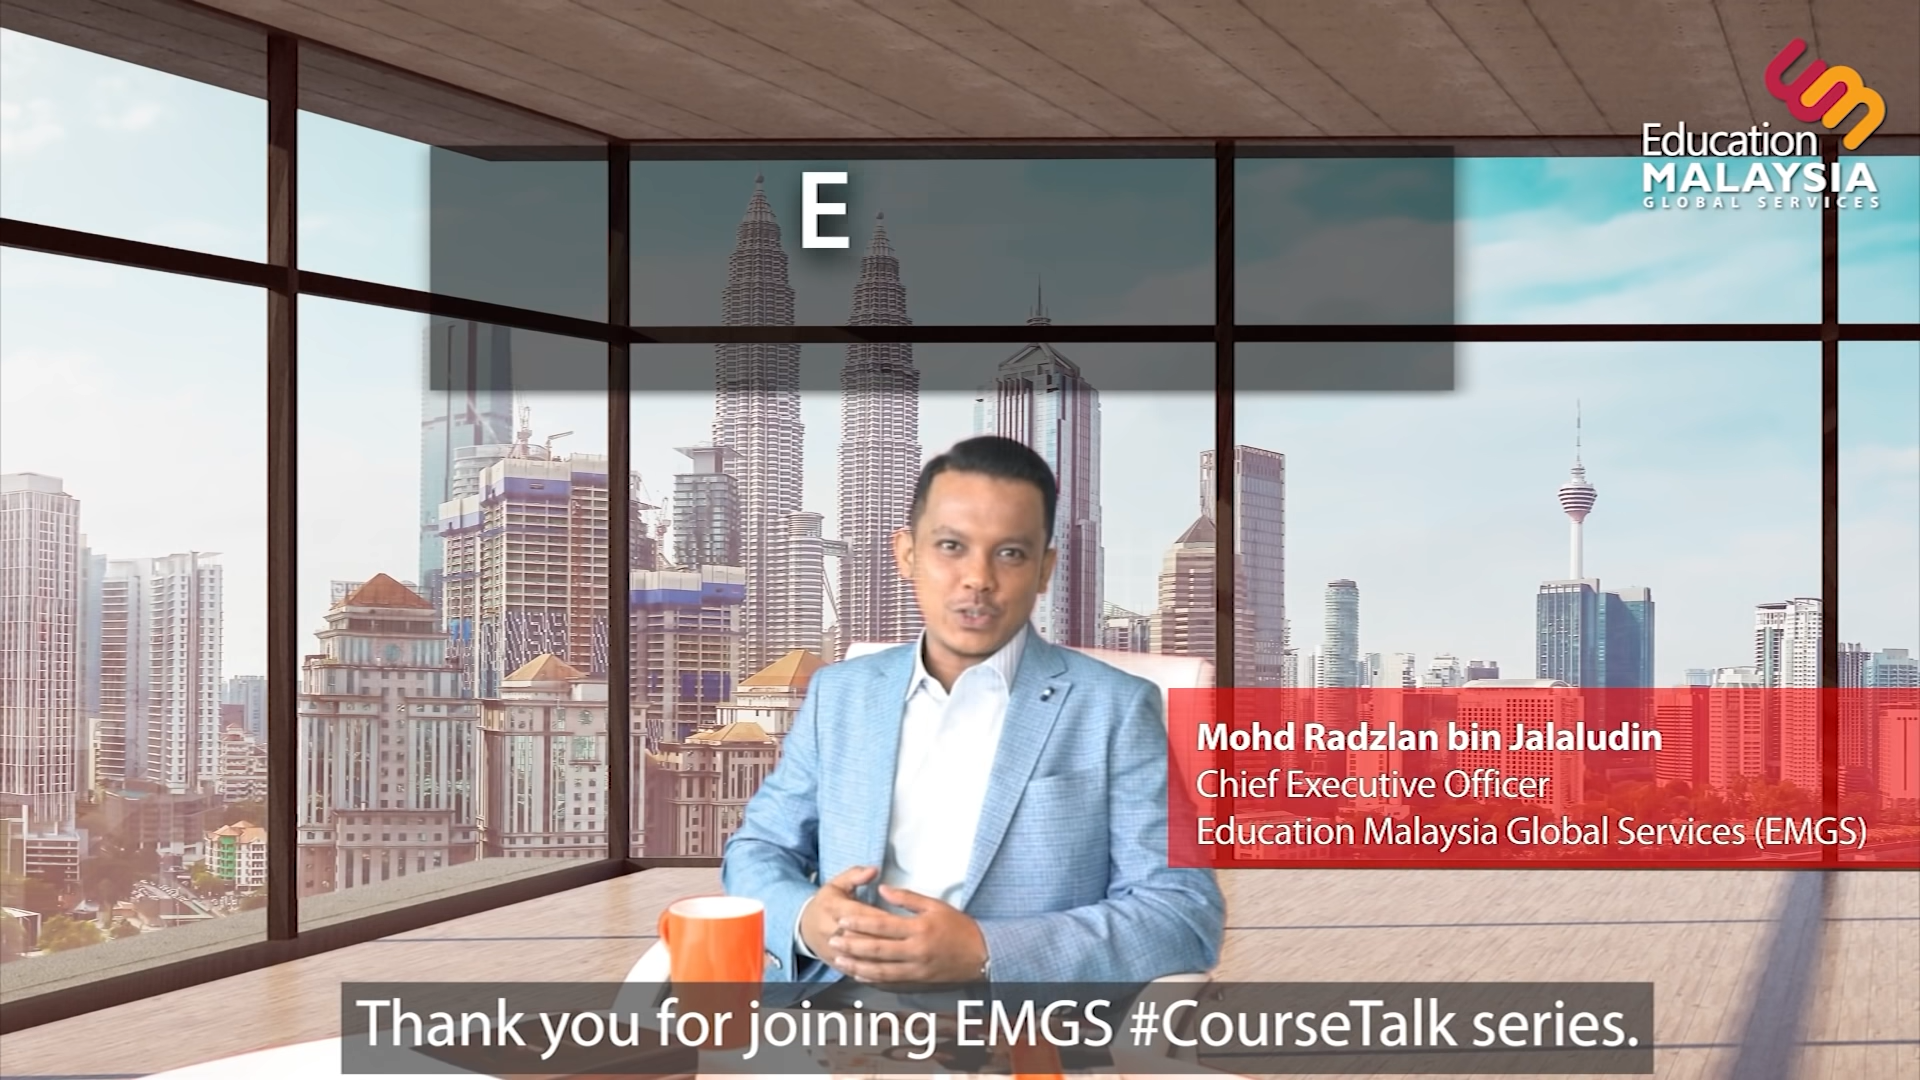 Education
MALAYSIA
GLOBAL SERVICES
E
Mohd Radzlan bin Jalaludin
Chief Executive Officer
Education Malaysia Global Services (EMGS)
Thank you for joining EMGS #CourseTalk series.